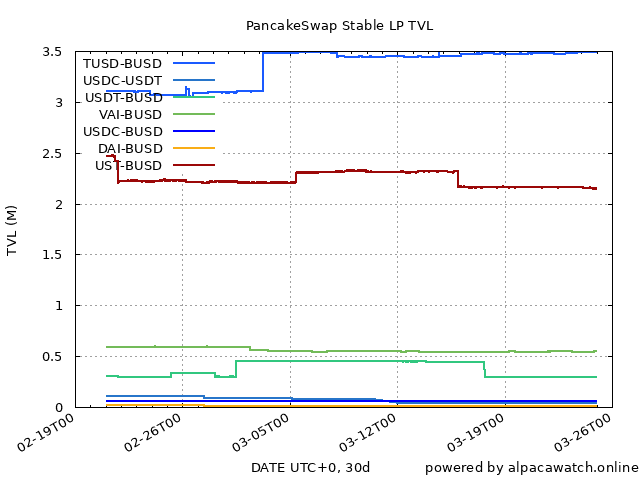 PancakeSwap Stable LP TVL
3.5
3
2.5
2
1.5
1
0.5
0
TVL (M)
TUSD-BUSD
USDC-USDT
USDT-BUSD
VAI-BUSD
USDC-BUSD
DAI-BUSD
UST-BUSD
02-19T00
02-26T00
03-05T00
03-12T00
03-19T00
03-26T00
DATE UTC+0, 30d
powered by alpacawatch.online